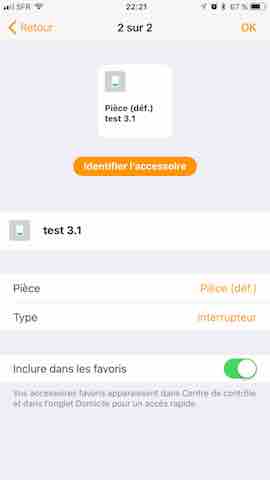 SFR 22:21 67 %
Retour 2 sur 2 OK
Pièce (déf.)
test 3.1
Identifier l'accessoire
test 3.1
Pièce Pièce (déf.)
Type Interrupteur
Inclure dans les favoris
Vos accessoires favoris apparaissent dans Centre de contrôle
et dans l'onglet Domicile pour un accès rapide.